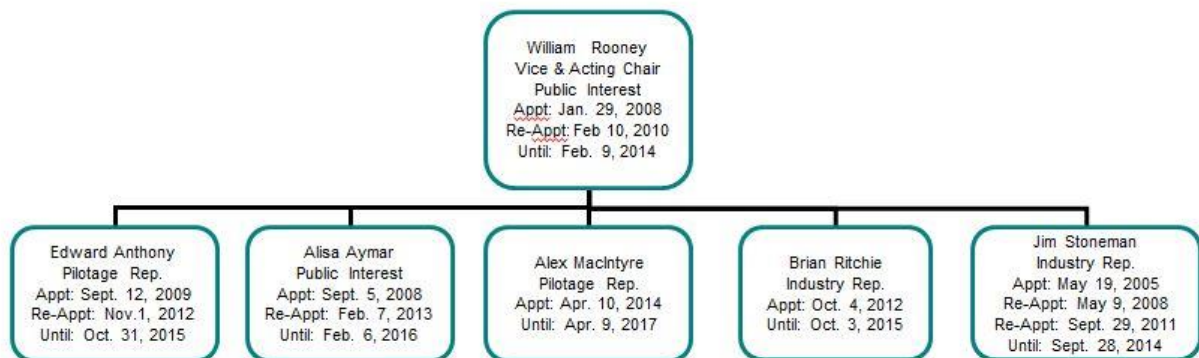 William Rooney
Vice & Acting Chair
Public Interest
Appt: Jan. 29, 2008
Re-Appt: Feb 10, 2010
Until: Feb. 9, 2014
Edward Anthony
Pilotage Rep.
Appt: Sept. 12, 2009
Re-Appt: Nov.1, 2012
Until: Oct. 31, 2015
Alisa Aymar
Public Interest
Appt: Sept. 5, 2008
Re-Appt: Feb. 7, 2013
Until: Feb. 6, 2016
Alex MacIntyre
Pilotage Rep.
Appt: Apr. 10, 2014
Until: Apr. 9, 2017
Brian Ritchie
Industry Rep.
Appt: Oct. 4, 2012
Until: Oct. 3, 2015
Jim Stoneman
Industry Rep.
Appt: May 19, 2005
Re-Appt: May 9, 2008
Re-Appt: Sept. 29, 2011
Until: Sept. 28, 2014